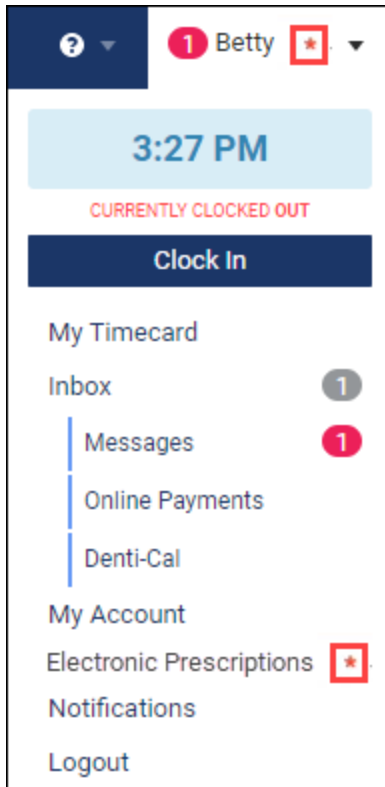 ? 1 Betty *
3:27 PM
CURRENTLY CLOCKED OUT
Clock In
My Timecard
Inbox 1
Messages 1
Online Payments
Denti-Cal
My Account
Electronic Prescriptions *
Notifications
Logout